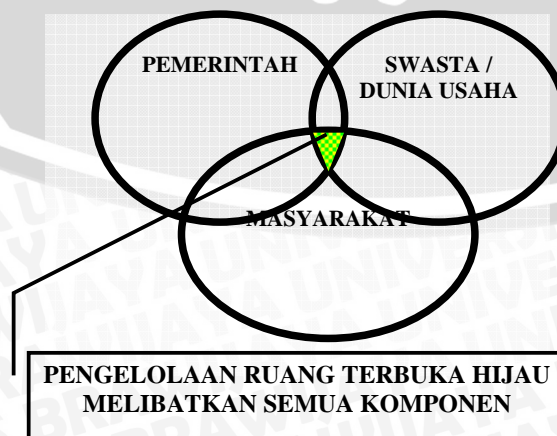 PEMERINTAH
SWASTA /
DUNIA USAHA
MASYARAKAT
PENGELOLAAN RUANG TERBUKA HIJAU
MELIBATKAN SEMUA KOMPONEN